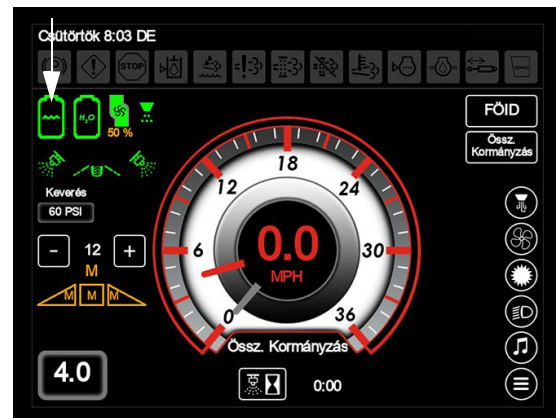 Csütörtök 8:03 DE
(P) STOP
H₂O
50 %
FÖlD
Össz.
Kormányzás
Keverés
60 PSI
- 12 +
M
M M M
4.0
0 6 12 18 24 30 36
0.0
MPH
Össz. Kormányzás
0:00